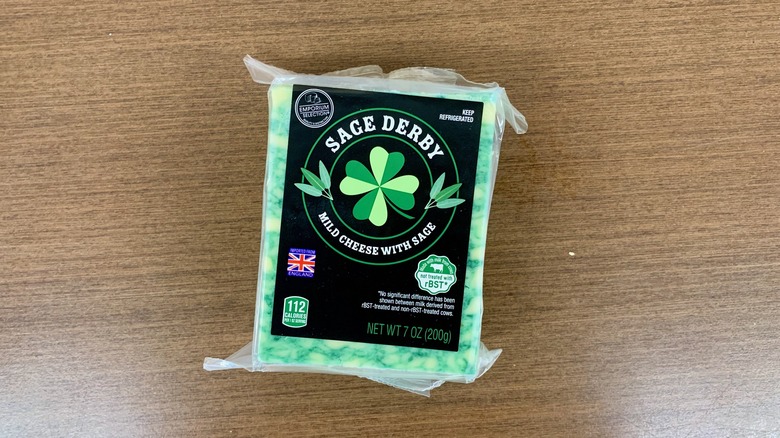 EMPORIUM
SELECTION®
KEEP
REFRIGERATED
SAGE DERBY
MILD CHEESE WITH SAGE
IMPORTED FROM
ENGLAND
not treated with
rBST*
*No significant difference has been
shown between milk derived from
rBST-treated and non-rBST-treated cows.
112
CALORIES
PER 1 OZ SERVING
NET WT 7 OZ (200g)